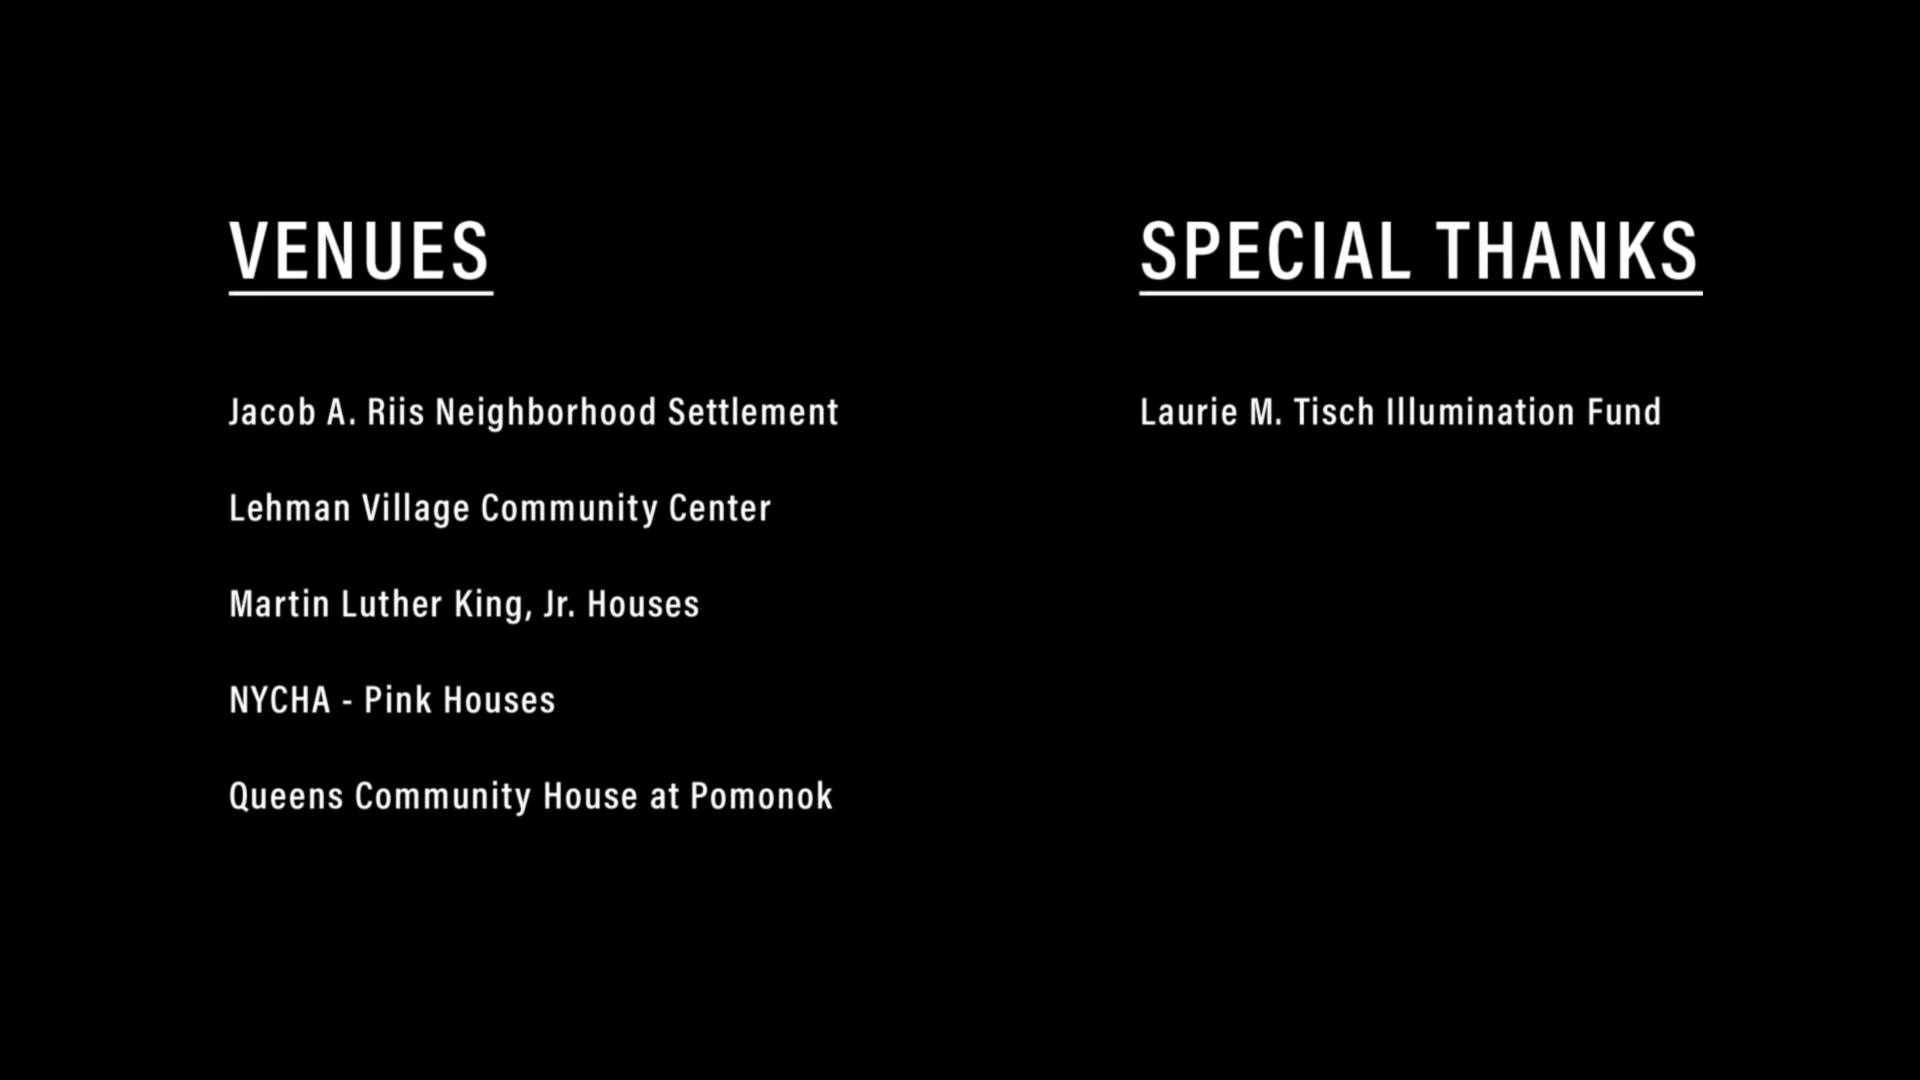 VENUES
Jacob A. Riis Neighborhood Settlement
Lehman Village Community Center
Martin Luther King, Jr. Houses
NYCHA - Pink Houses
Queens Community House at Pomonok
SPECIAL THANKS
Laurie M. Tisch Illumination Fund